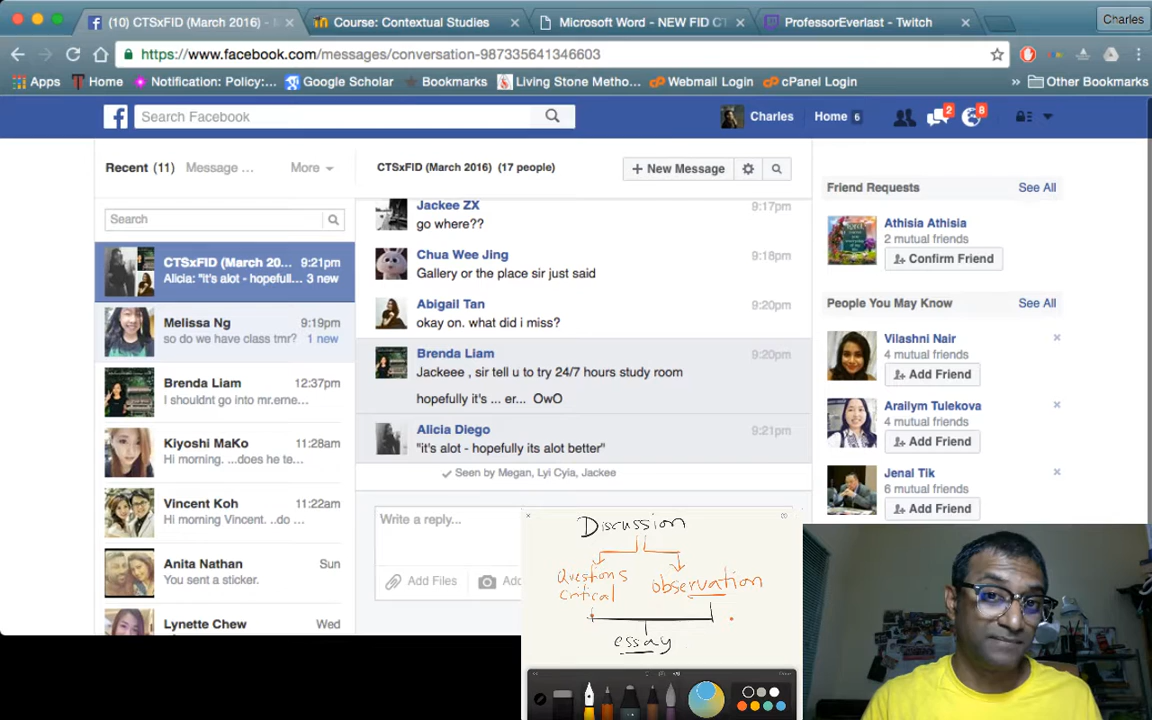 (10) CTSxFID (March 2016) -
Course: Contextual Studies
Microsoft Word - NEW FID CT
ProfessorEverlast - Twitch
Charles
https://www.facebook.com/messages/conversation-987335641346603
Apps
Home
Notification: Policy:...
Google Scholar
Bookmarks
Living Stone Metho...
Webmail Login
cPanel Login
»
Other Bookmarks
Search Facebook
Charles
Home 6
2
8
Recent (11)
Message ...
More
CTSxFID (March 2016) (17 people)
+ New Message
Search
CTSxFID (March 20...
9:21pm
Alicia: "it's alot - hopefull...
3 new
Melissa Ng
9:19pm
so do we have class tmr?
1 new
Brenda Liam
12:37pm
I shouldnt go into mr.erne...
Kiyoshi MaKo
11:28am
Hi morning. ...does he te...
Vincent Koh
11:22am
Hi morning Vincent. ..do ...
Anita Nathan
Sun
You sent a sticker.
Lynette Chew
Wed
Jackee ZX
9:17pm
go where??
Chua Wee Jing
9:18pm
Gallery or the place sir just said
Abigail Tan
9:20pm
okay on. what did i miss?
Brenda Liam
9:20pm
Jackeee , sir tell u to try 24/7 hours study room
hopefully it's ... er... OwO
Alicia Diego
9:21pm
"it's alot - hopefully its alot better"
Seen by Megan, Lyi Cyia, Jackee
Write a reply...
Add Files
Friend Requests
See All
Athisia Athisia
2 mutual friends
Confirm Friend
People You May Know
See All
Vilashni Nair
4 mutual friends
Add Friend
Arailym Tulekova
4 mutual friends
Add Friend
Jenal Tik
6 mutual friends
Add Friend
Discussion
Questions
Critical
observation
essay